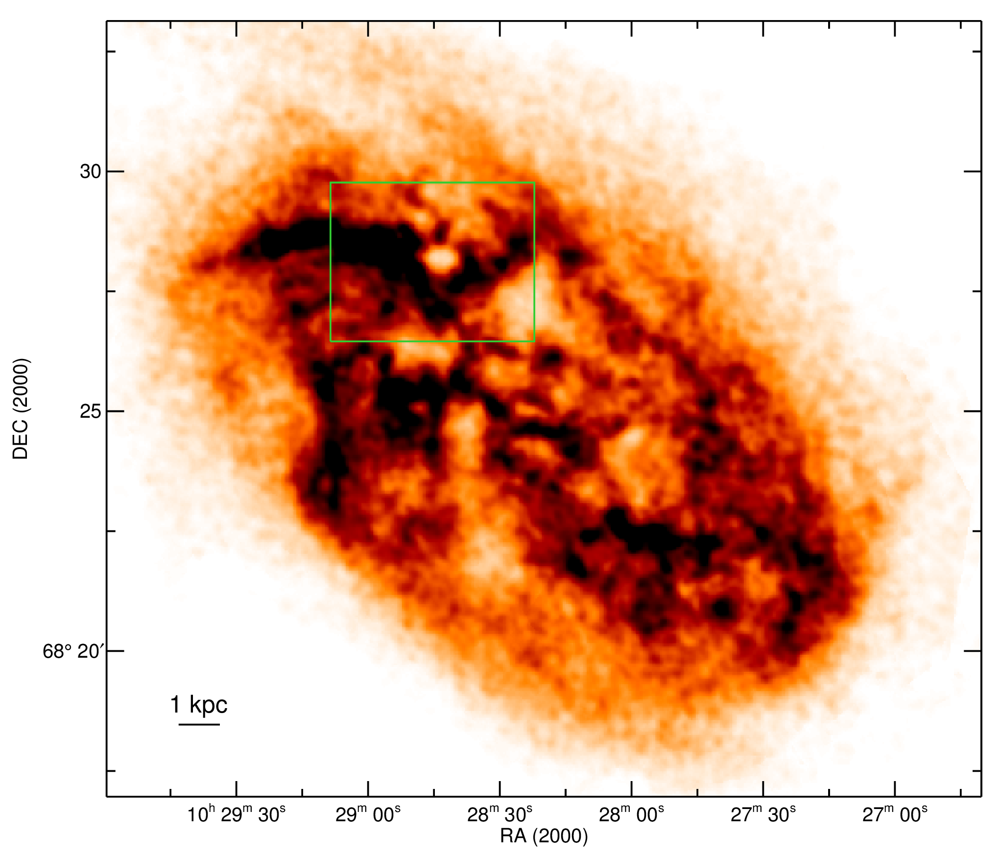 30
25
68° 20′
DEC (2000)
1 kpc
10ʰ 29ᵐ 30ˢ 29ᵐ 00ˢ 28ᵐ 30ˢ 28ᵐ 00ˢ 27ᵐ 30ˢ 27ᵐ 00ˢ
RA (2000)